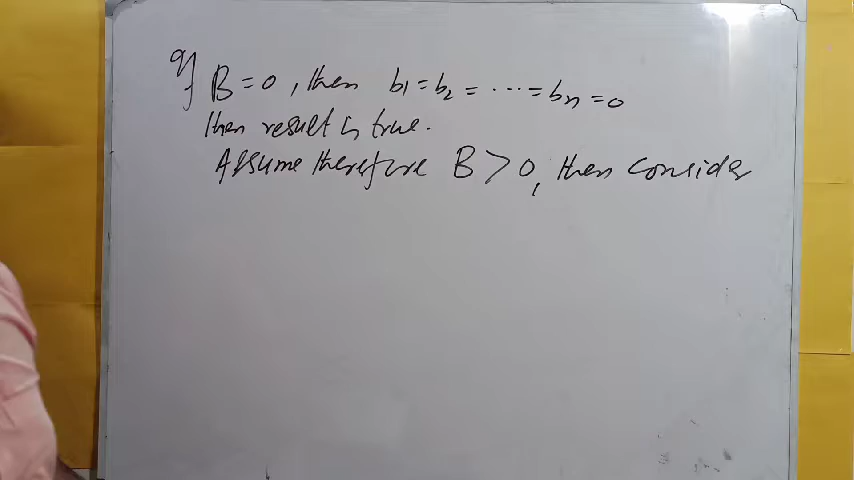 If B = 0, then b1 = b2 = ... = bn = 0
then result is true.
Assume therefore B > 0, then consider